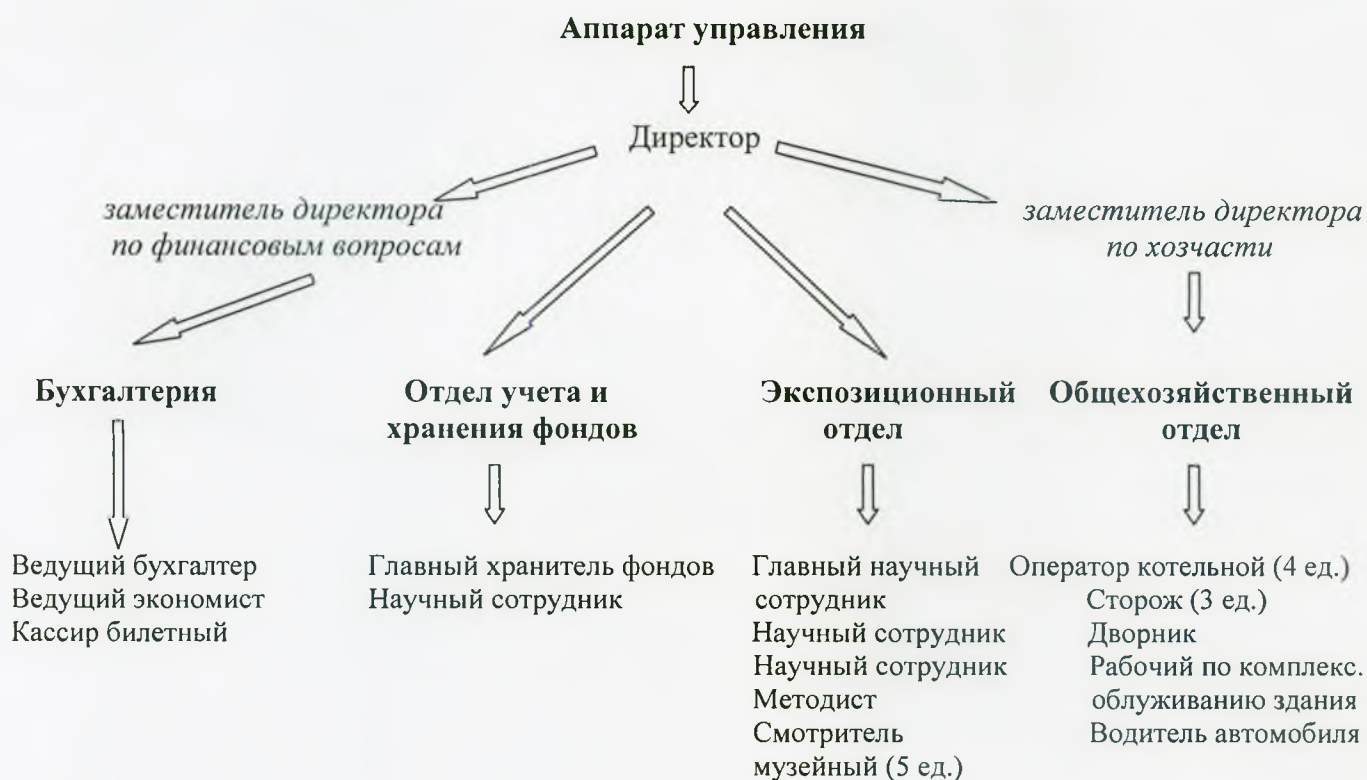 Аппарат управления
Директор
заместитель директора
по финансовым вопросам
заместитель директора
по хозчасти
Бухгалтерия
Отдел учета и
хранения фондов
Экспозиционный
отдел
Общехозяйственный
отдел
Ведущий бухгалтер
Ведущий экономист
Кассир билетный
Главный хранитель фондов
Научный сотрудник
Главный научный
сотрудник
Научный сотрудник
Научный сотрудник
Методист
Смотритель
музейный (5 ед.)
Оператор котельной (4 ед.)
Сторож (3 ед.)
Дворник
Рабочий по комплекс.
облуживанию здания
Водитель автомобиля